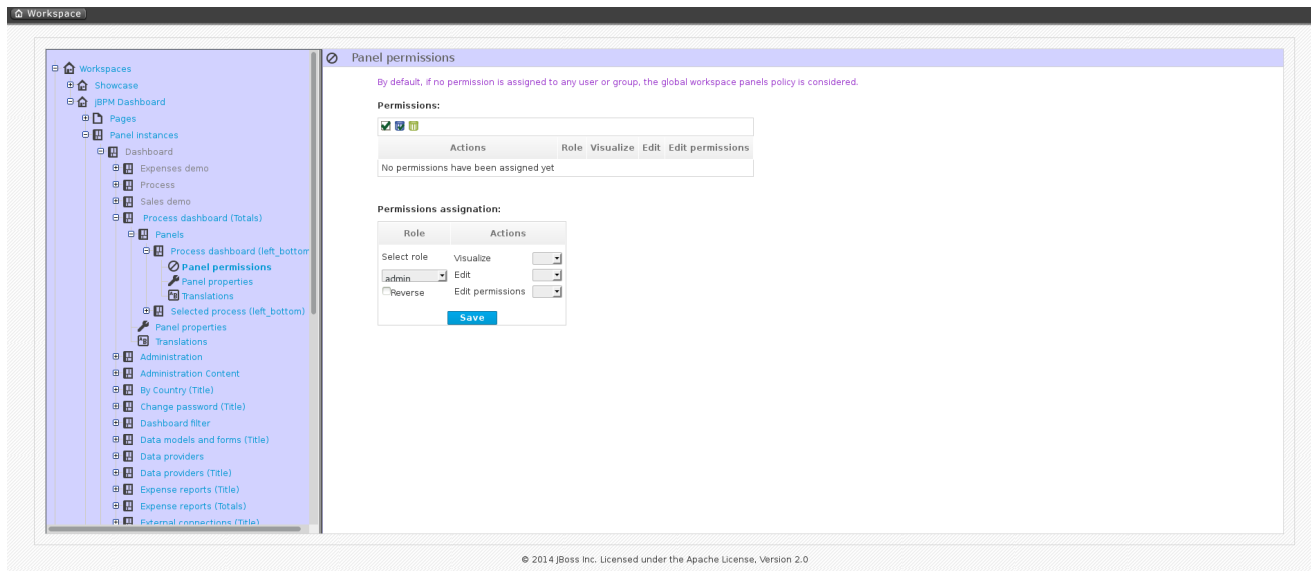 Workspace
Workspaces
Showcase
jBPM Dashboard
Pages
Panel instances
Dashboard
Expenses demo
Process
Sales demo
Process dashboard (Totals)
Panels
Process dashboard (left_bottom
Panel permissions
Panel properties
Translations
Selected process (left_bottom)
Panel properties
Translations
Administration
Administration Content
By Country (Title)
Change password (Title)
Dashboard filter
Data models and forms (Title)
Data providers
Data providers (Title)
Expense reports (Title)
Expense reports (Totals)
External connections (Title)
Panel permissions
By default, if no permission is assigned to any user or group, the global workspace panels policy is considered.
Permissions:
Actions Role Visualize Edit Edit permissions
No permissions have been assigned yet
Permissions assignation:
Role Actions
Select role Visualize
admin Edit
Reverse Edit permissions
Save
© 2014 JBoss Inc. Licensed under the Apache License, Version 2.0